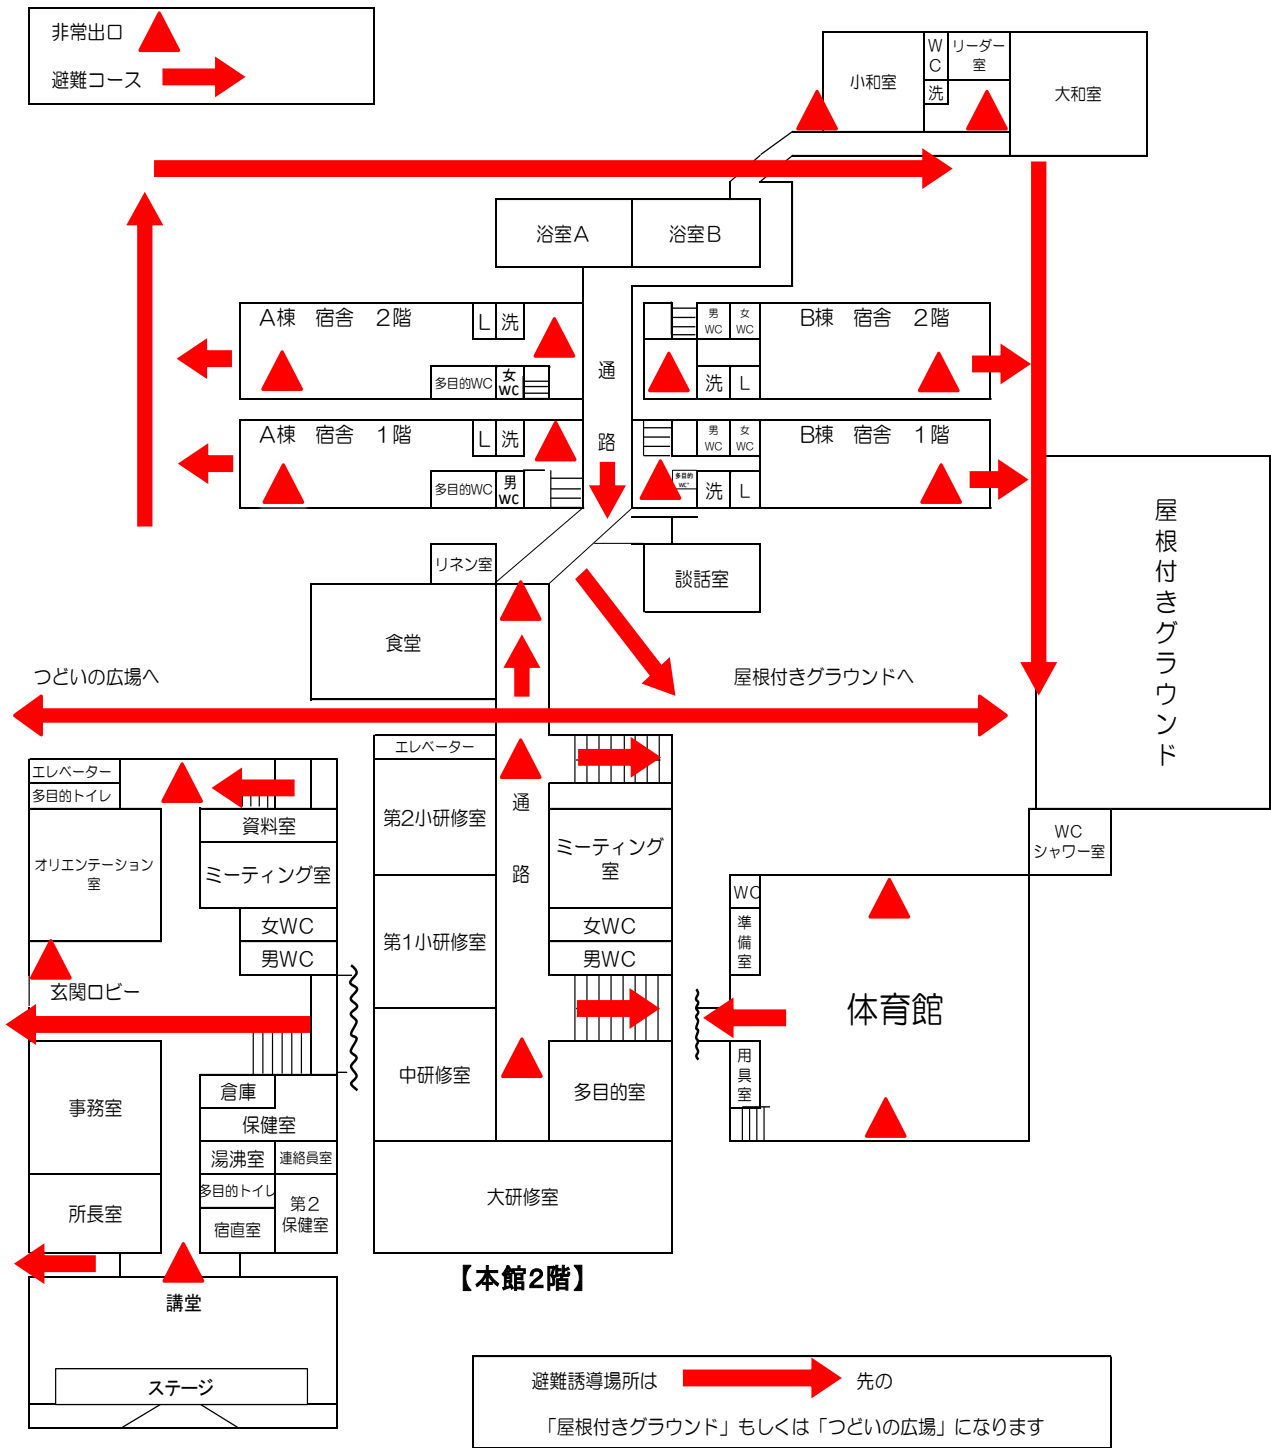 非常出口
避難コース
小和室
WC
洗
リーダー
室
大和室
浴室A
浴室B
A棟 宿舎 2階
L
洗
多目的WC
女
WC
通路
男
WC
女
WC
B棟 宿舎 2階
洗
L
A棟 宿舎 1階
L
洗
多目的WC
男
WC
男
WC
女
WC
B棟 宿舎 1階
多目的
WC
洗
L
屋根付きグラウンド
リネン室
談話室
食堂
つどいの広場へ
屋根付きグラウンドへ
エレベーター
エレベーター
多目的トイレ
オリエンテーション
室
資料室
ミーティング室
女WC
男WC
玄関ロビー
第2小研修室
第1小研修室
中研修室
通路
ミーティング
室
女WC
男WC
多目的室
大研修室
WC
シャワー室
WC
準備室
体育館
用具室
事務室
所長室
倉庫
保健室
湯沸室
連絡員室
多目的トイレ
宿直室
第2
保健室
【本館2階】
講堂
ステージ
避難誘導場所は 先の
「屋根付きグラウンド」もしくは「つどいの広場」になります